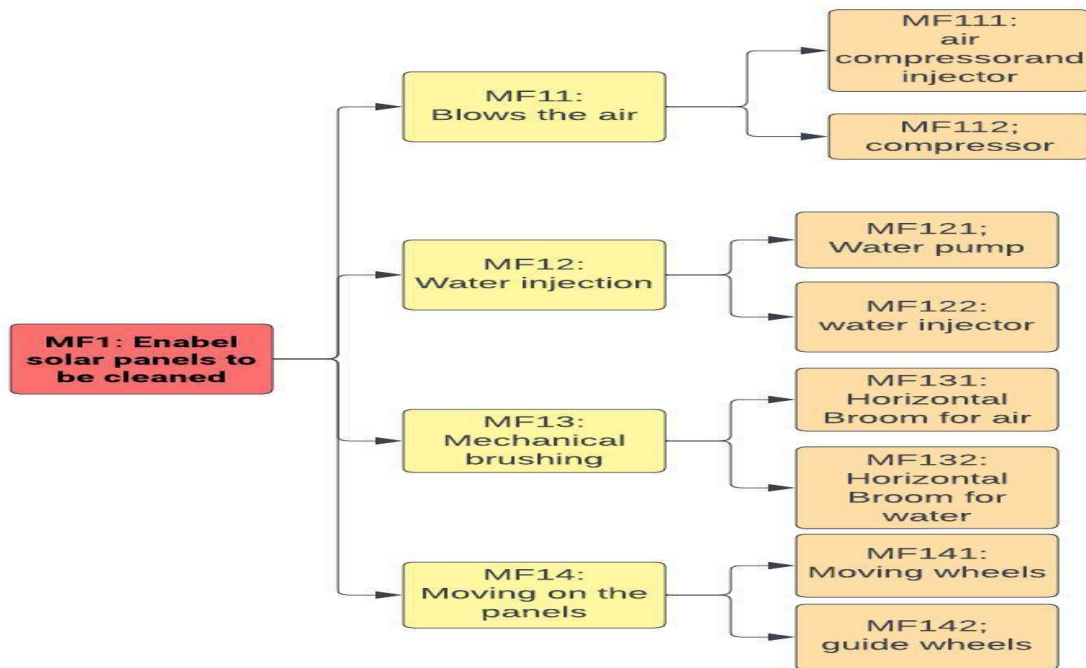 MF1: Enabel
solar panels to
be cleaned
MF11:
Blows the air
MF111:
air
compressorand
injector
MF112;
compressor
MF12:
Water injection
MF121;
Water pump
MF122:
water injector
MF13:
Mechanical
brushing
MF131:
Horizontal
Broom for air
MF132:
Horizontal
Broom for
water
MF14:
Moving on the
panels
MF141:
Moving wheels
MF142;
guide wheels